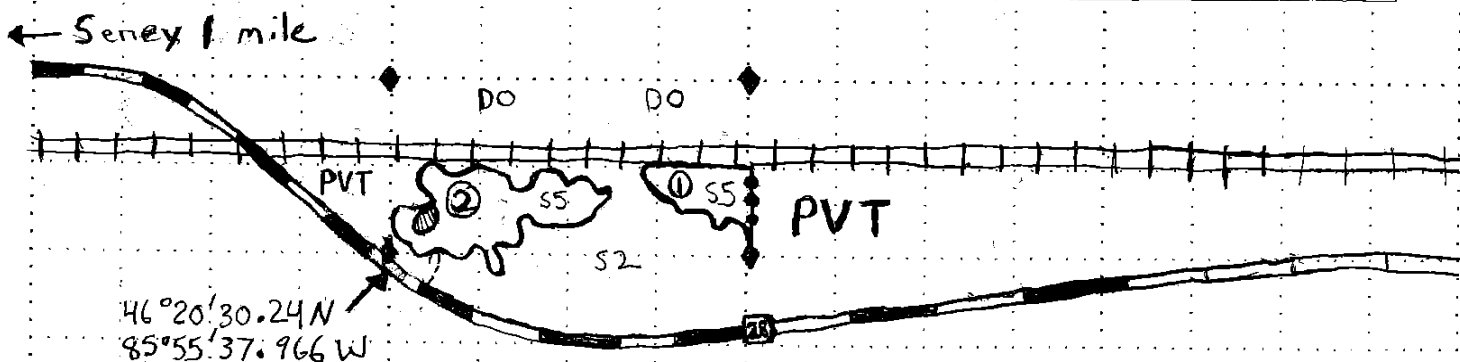 ← Seney 1 mile
DO
DO
PVT
②
S5
①
S5
PVT
S2
46°20'30.24N
85°55'37.966W
28